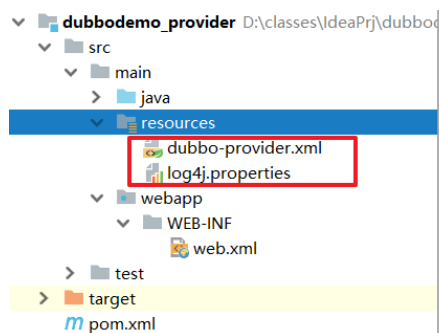 dubbodemo_provider D:\classes\IdeaPrj\dubboc
src
main
java
resources
dubbo-provider.xml
log4j.properties
webapp
WEB-INF
web.xml
test
target
pom.xml